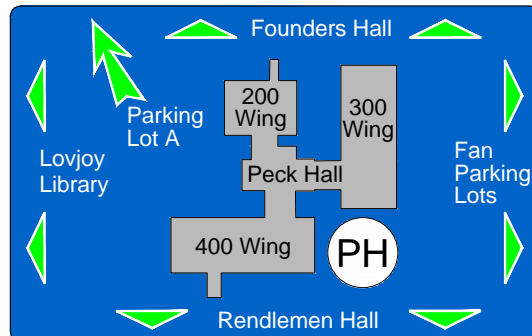 Founders Hall
Parking
Lot A
200
Wing
300
Wing
Lovjoy
Library
Peck Hall
Fan
Parking
Lots
400 Wing
PH
Rendlemen Hall